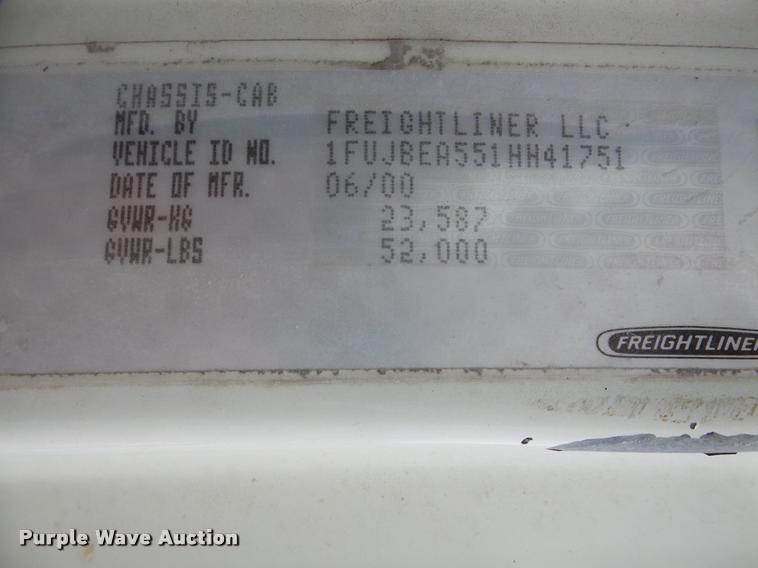 CHASSIS-CAB
MFD. BY FREIGHTLINER LLC
VEHICLE ID NO. 1FUJBEA551HH41751
DATE OF MFR. 06/00
GVWR-KG 23,587
GVWR-LBS 52,000
FREIGHTLINER
Purple Wave Auction